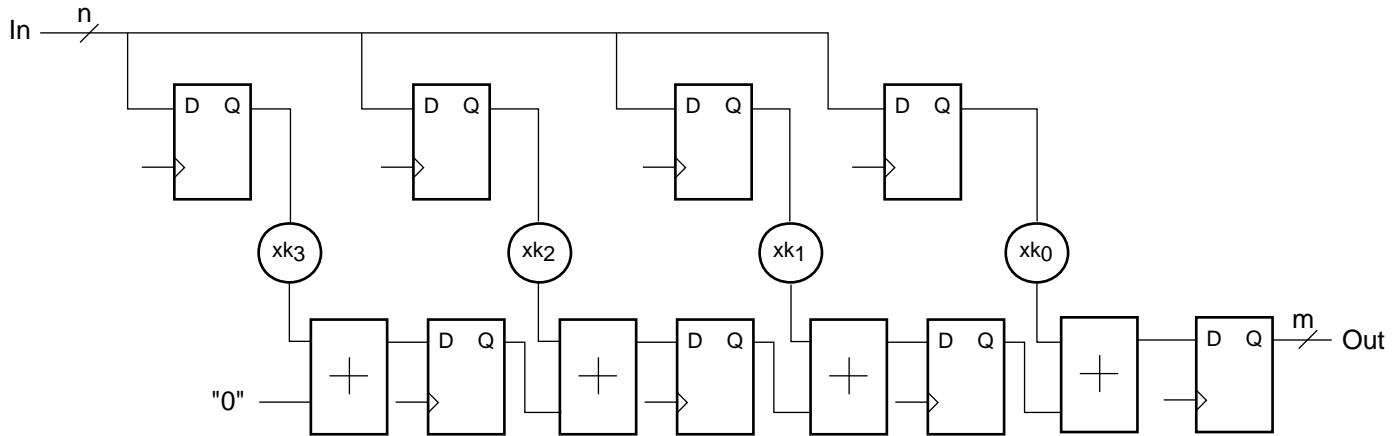 n
In
D Q
D Q
D Q
D Q
xk3
xk2
xk1
xk0
m
D Q
D Q
D Q
D Q
Out
+
+
+
+
"0"